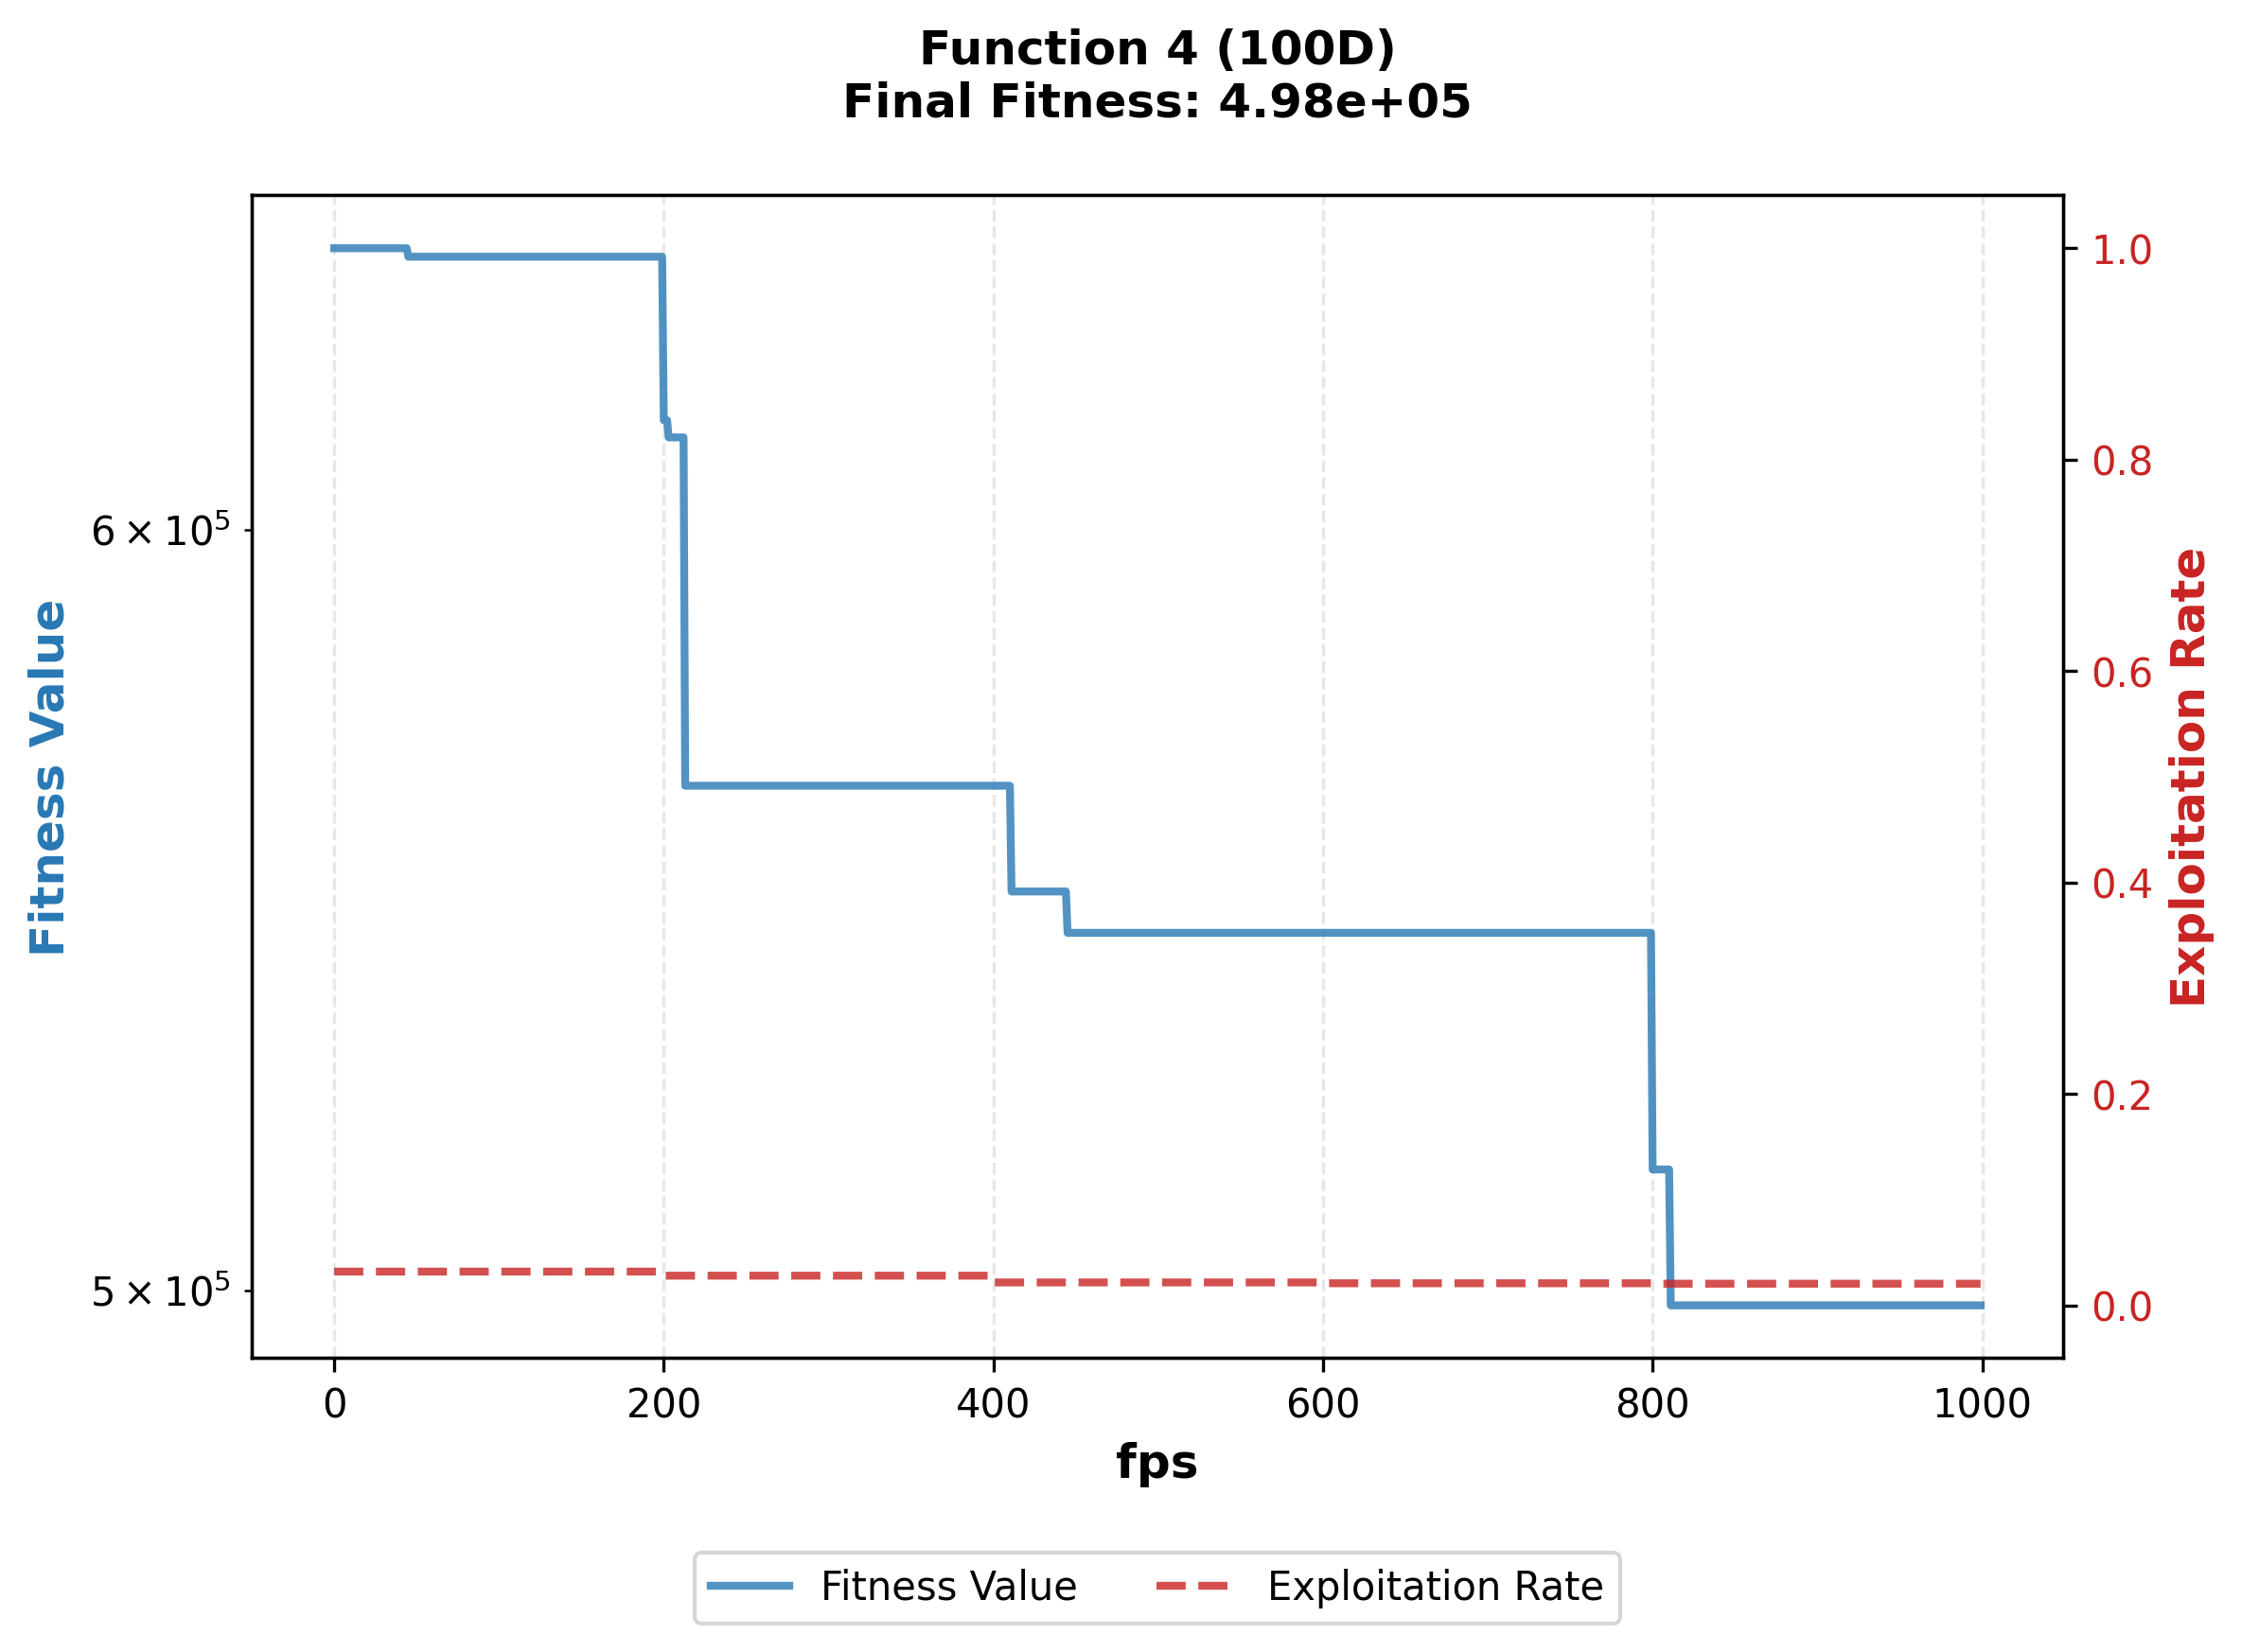 Function 4 (100D)
Final Fitness: 4.98e+05
Fitness Value
6 × 10⁵
5 × 10⁵
1.0
0.8
0.6
0.4
0.2
0.0
Exploitation Rate
0 200 400 600 800 1000
fps
Fitness Value Exploitation Rate